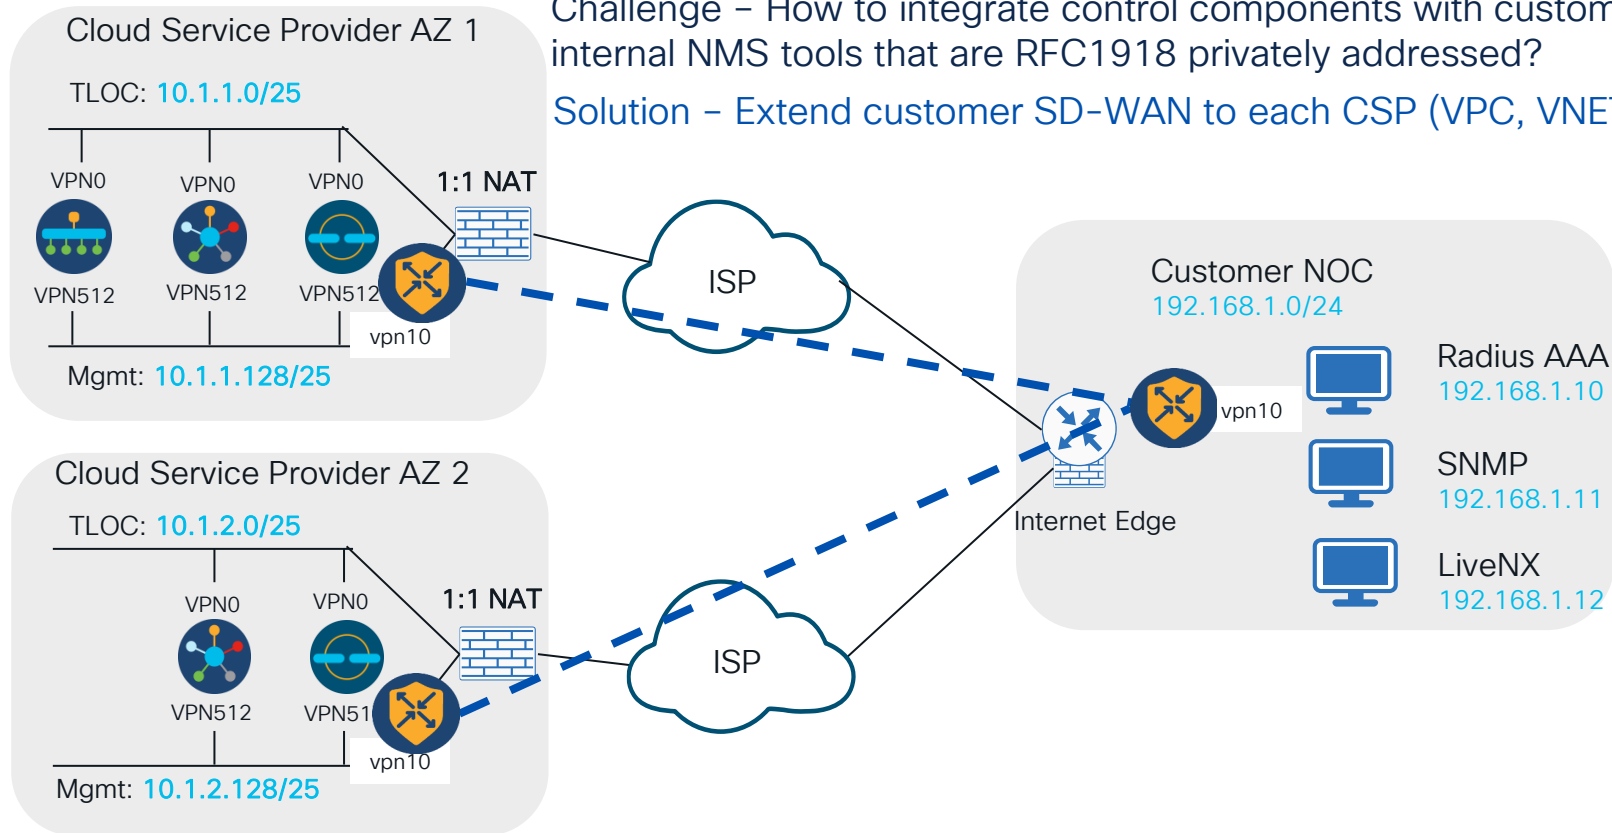 Challenge – How to integrate control components with
internal NMS tools that are RFC1918 privately addressed?
Solution – Extend customer SD-WAN to each CSP (VPC,
Cloud Service Provider AZ 1
TLOC: 10.1.1.0/25
VPN0
VPN0
VPN0
1:1 NAT
VPN512
VPN512
VPN512
vpn10
Mgmt: 10.1.1.128/25
ISP
Customer NOC
192.168.1.0/24
Radius AAA
192.168.1.10
vpn10
SNMP
192.168.1.11
Internet Edge
LiveNX
192.168.1.12
Cloud Service Provider AZ 2
TLOC: 10.1.2.0/25
VPN0
VPN0
1:1 NAT
VPN512
VPN51
vpn10
Mgmt: 10.1.2.128/25
ISP